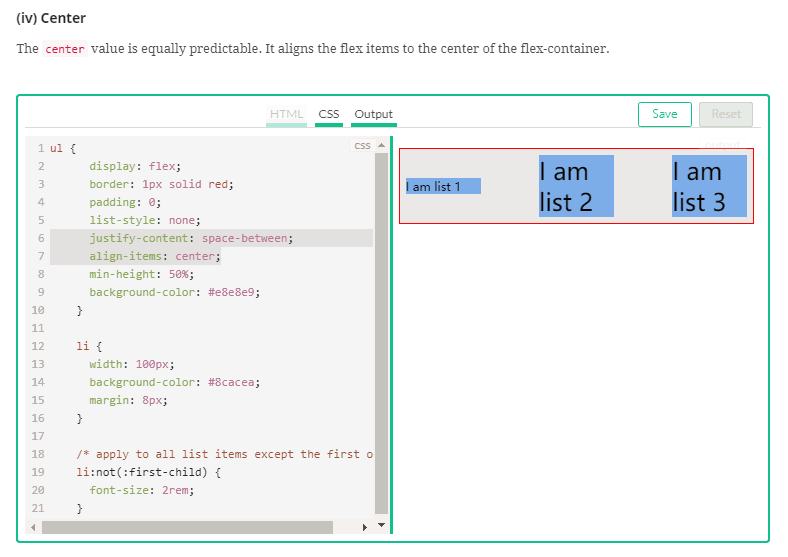 (iv) Center
The center value is equally predictable. It aligns the flex items to the center of the flex-container.
HTML CSS Output Save Reset
css
output
1 ul {
2 display: flex;
3 border: 1px solid red;
4 padding: 0;
5 list-style: none;
6 justify-content: space-between;
7 align-items: center;
8 min-height: 50%;
9 background-color: #e8e8e9;
10 }
11
12 li {
13 width: 100px;
14 background-color: #8cacea;
15 margin: 8px;
16 }
17
18 /* apply to all list items except the first o
19 li:not(:first-child) {
20 font-size: 2rem;
21 }
I am list 1
I am
list 2
I am
list 3